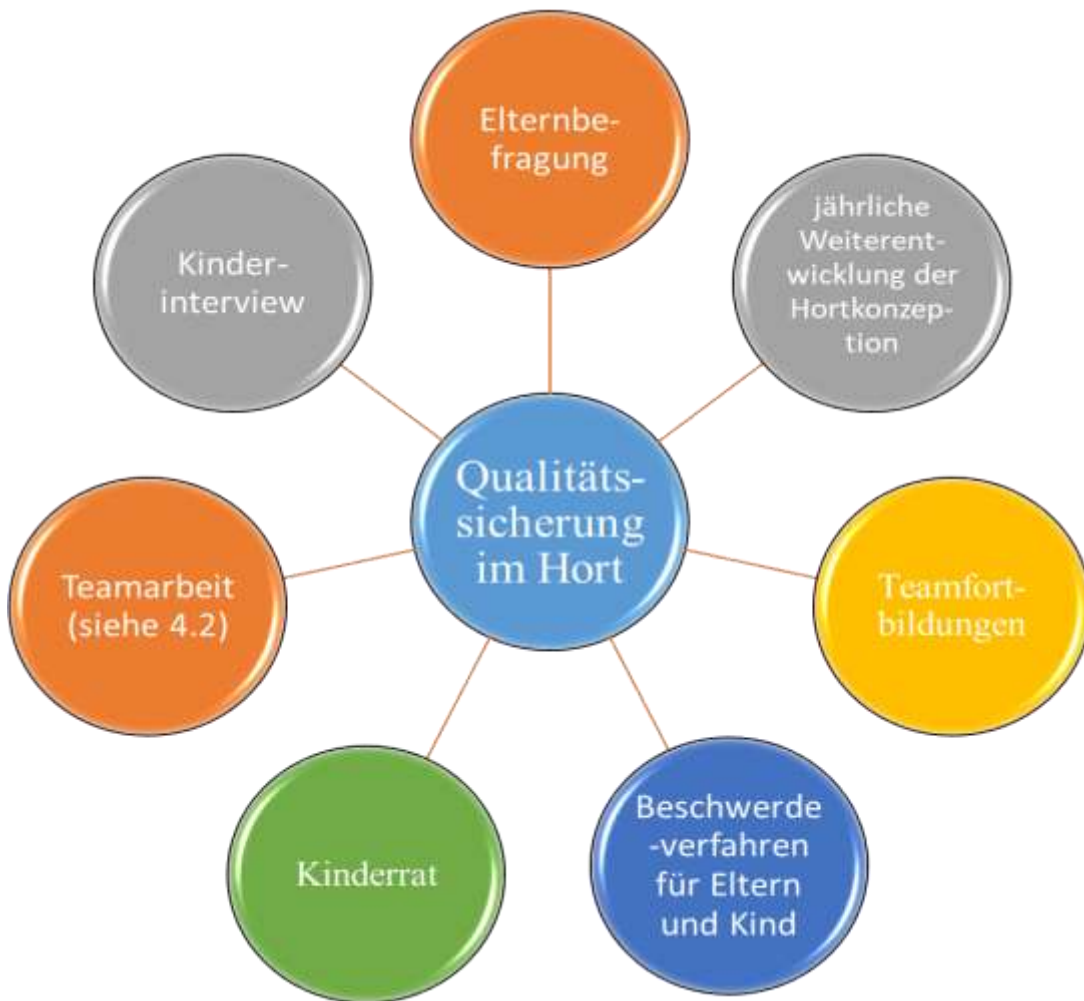 Elternbe-
fragung
jährliche
Weiterent-
wicklung der
Hortkonzep-
tion
Kinder-
interview
Qualitäts-
sicherung
im Hort
Teamarbeit
(siehe 4.2)
Teamfort-
bildungen
Beschwerde
-verfahren
für Eltern
und Kind
Kinderrat